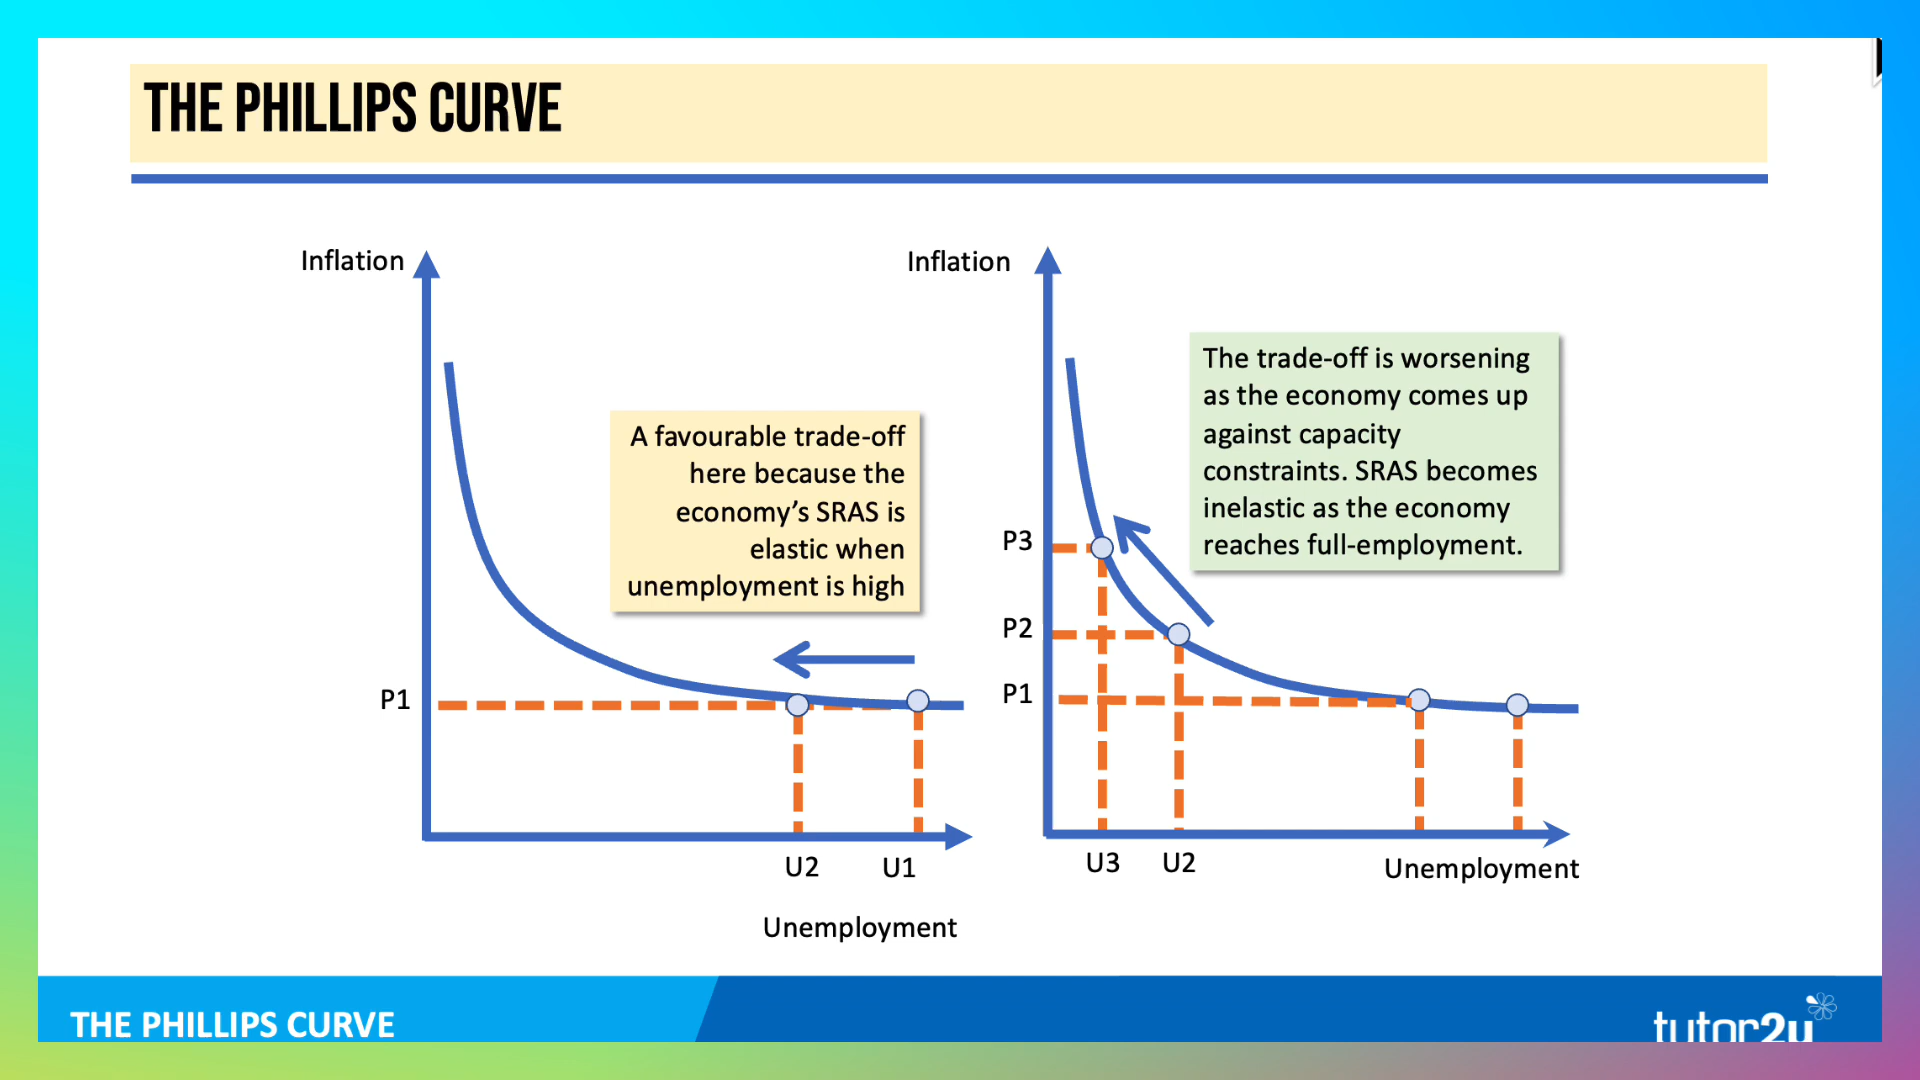 THE PHILLIPS CURVE
Inflation
A favourable trade-off
here because the
economy’s SRAS is
elastic when
unemployment is high
P1
U2 U1
Unemployment
Inflation
The trade-off is worsening
as the economy comes up
against capacity
constraints. SRAS becomes
inelastic as the economy
reaches full-employment.
P3
P2
P1
U3 U2
Unemployment
THE PHILLIPS CURVE
tutor2u